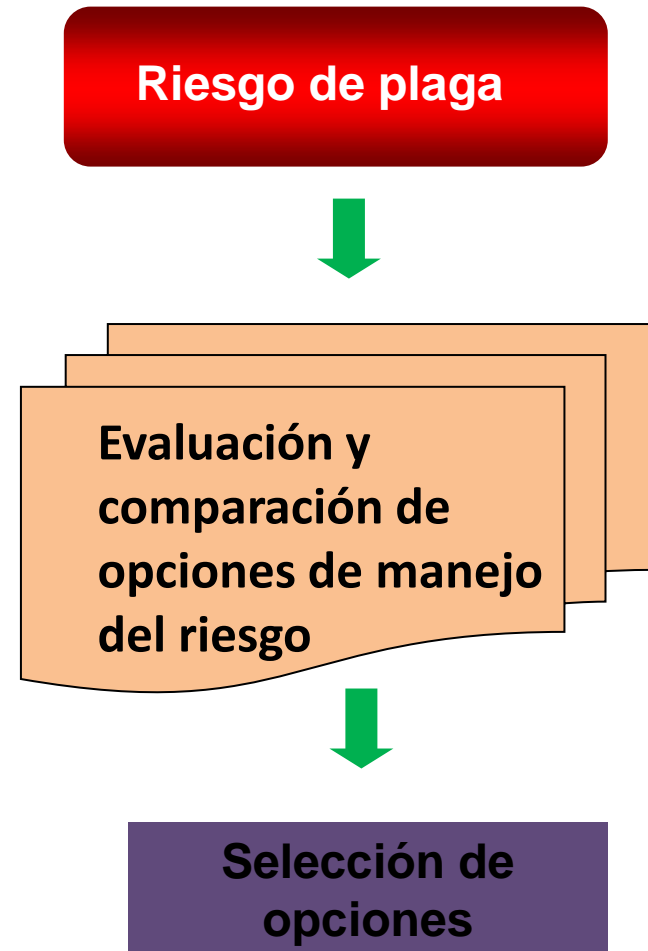 Riesgo de plaga
Evaluación y
comparación de
opciones de manejo
del riesgo
Selección de
opciones